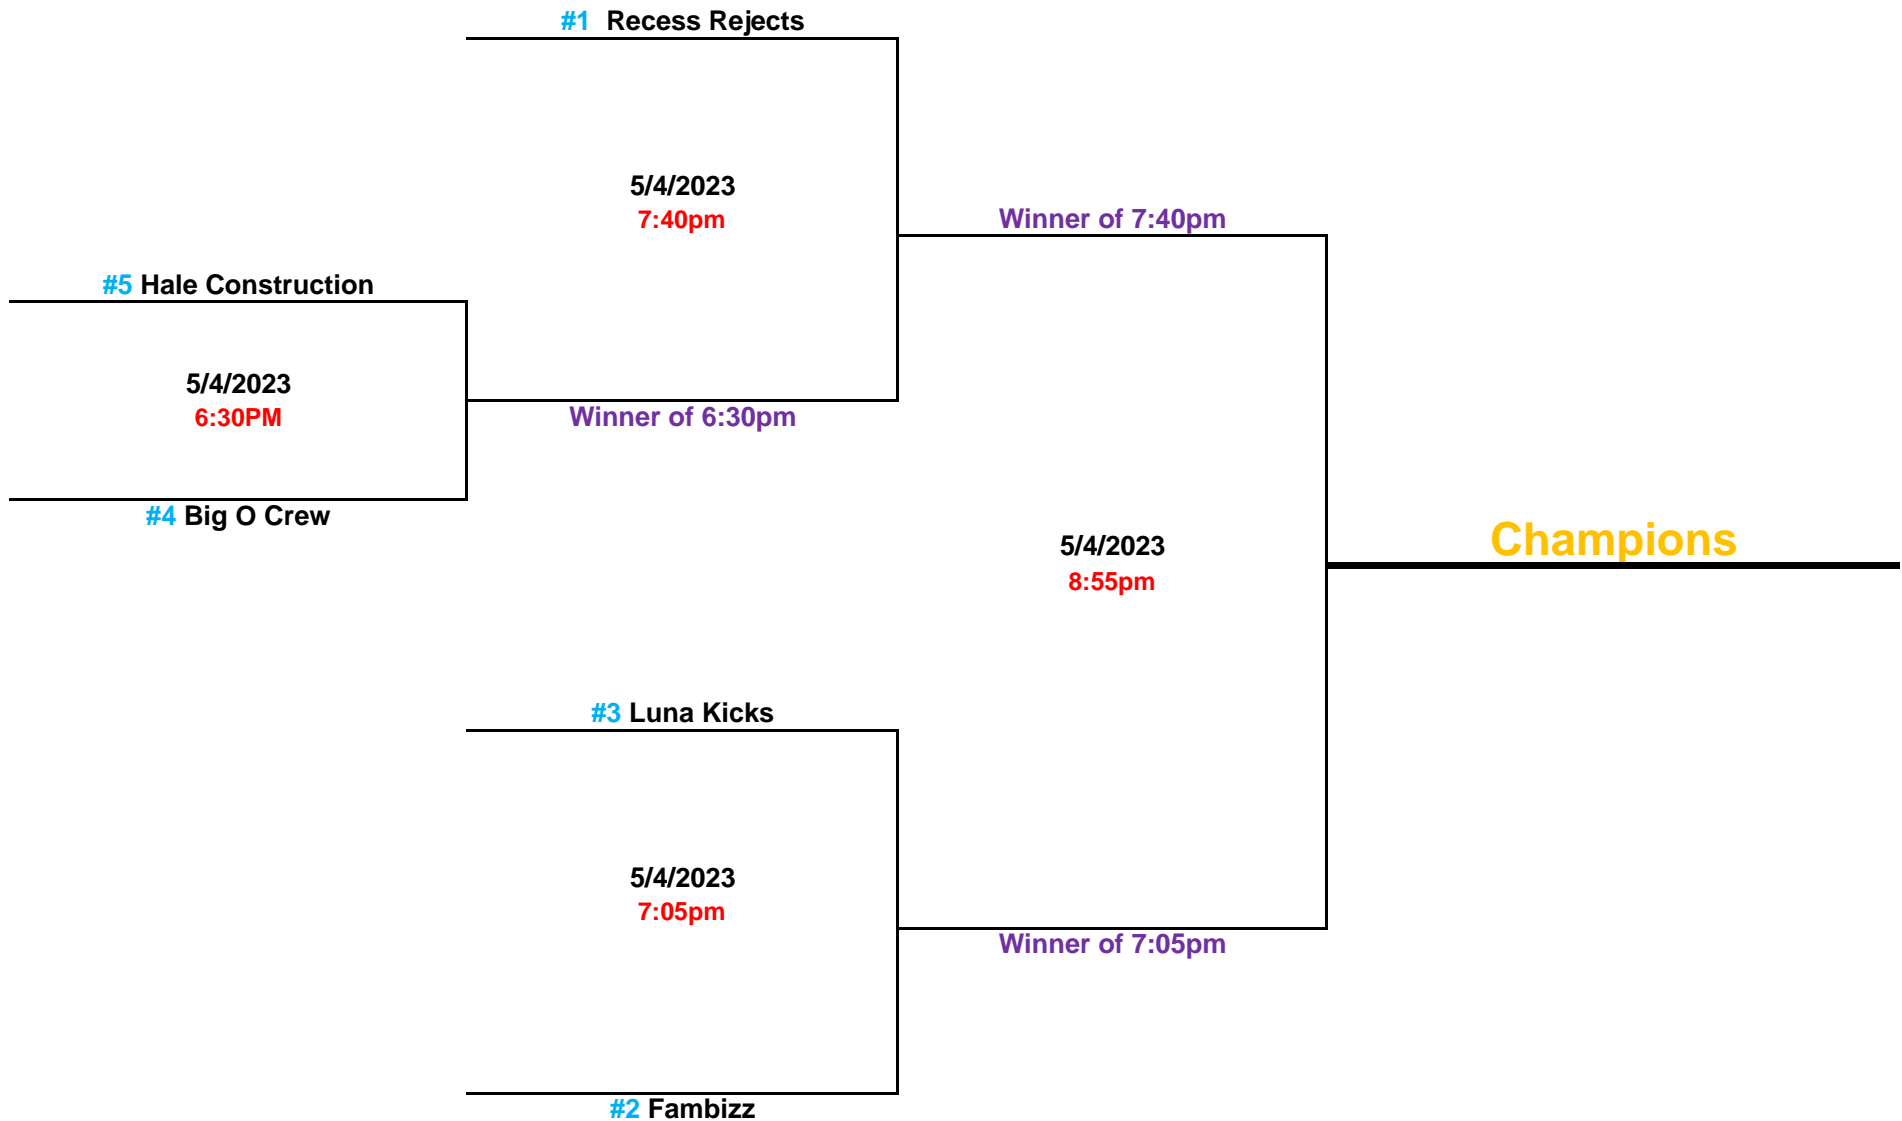 #1 Recess Rejects
5/4/2023
7:40pm
Winner of 7:40pm
#5 Hale Construction
5/4/2023
6:30PM
Winner of 6:30pm
#4 Big O Crew
5/4/2023
8:55pm
Champions
#3 Luna Kicks
5/4/2023
7:05pm
Winner of 7:05pm
#2 Fambizz